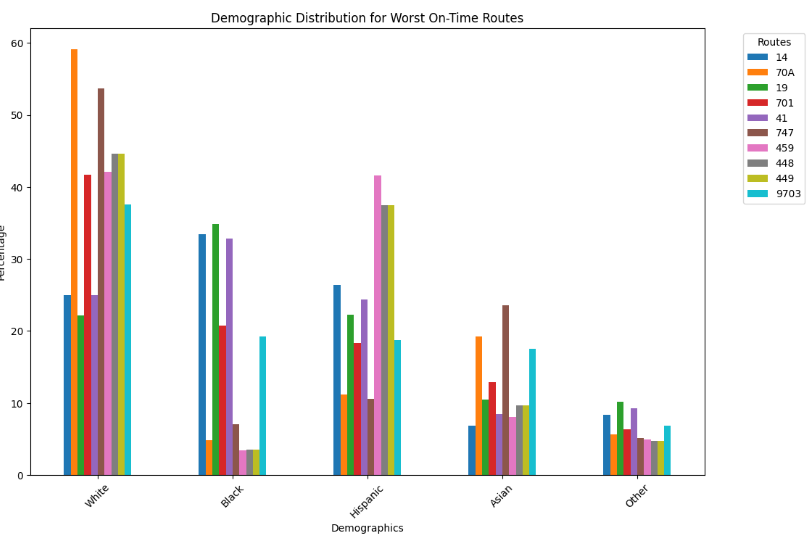 Demographic Distribution for Worst On-Time Routes
Percentage
60
50
40
30
20
10
0
White
Black
Hispanic
Asian
Other
Demographics
Routes
14
70A
19
701
41
747
459
448
449
9703